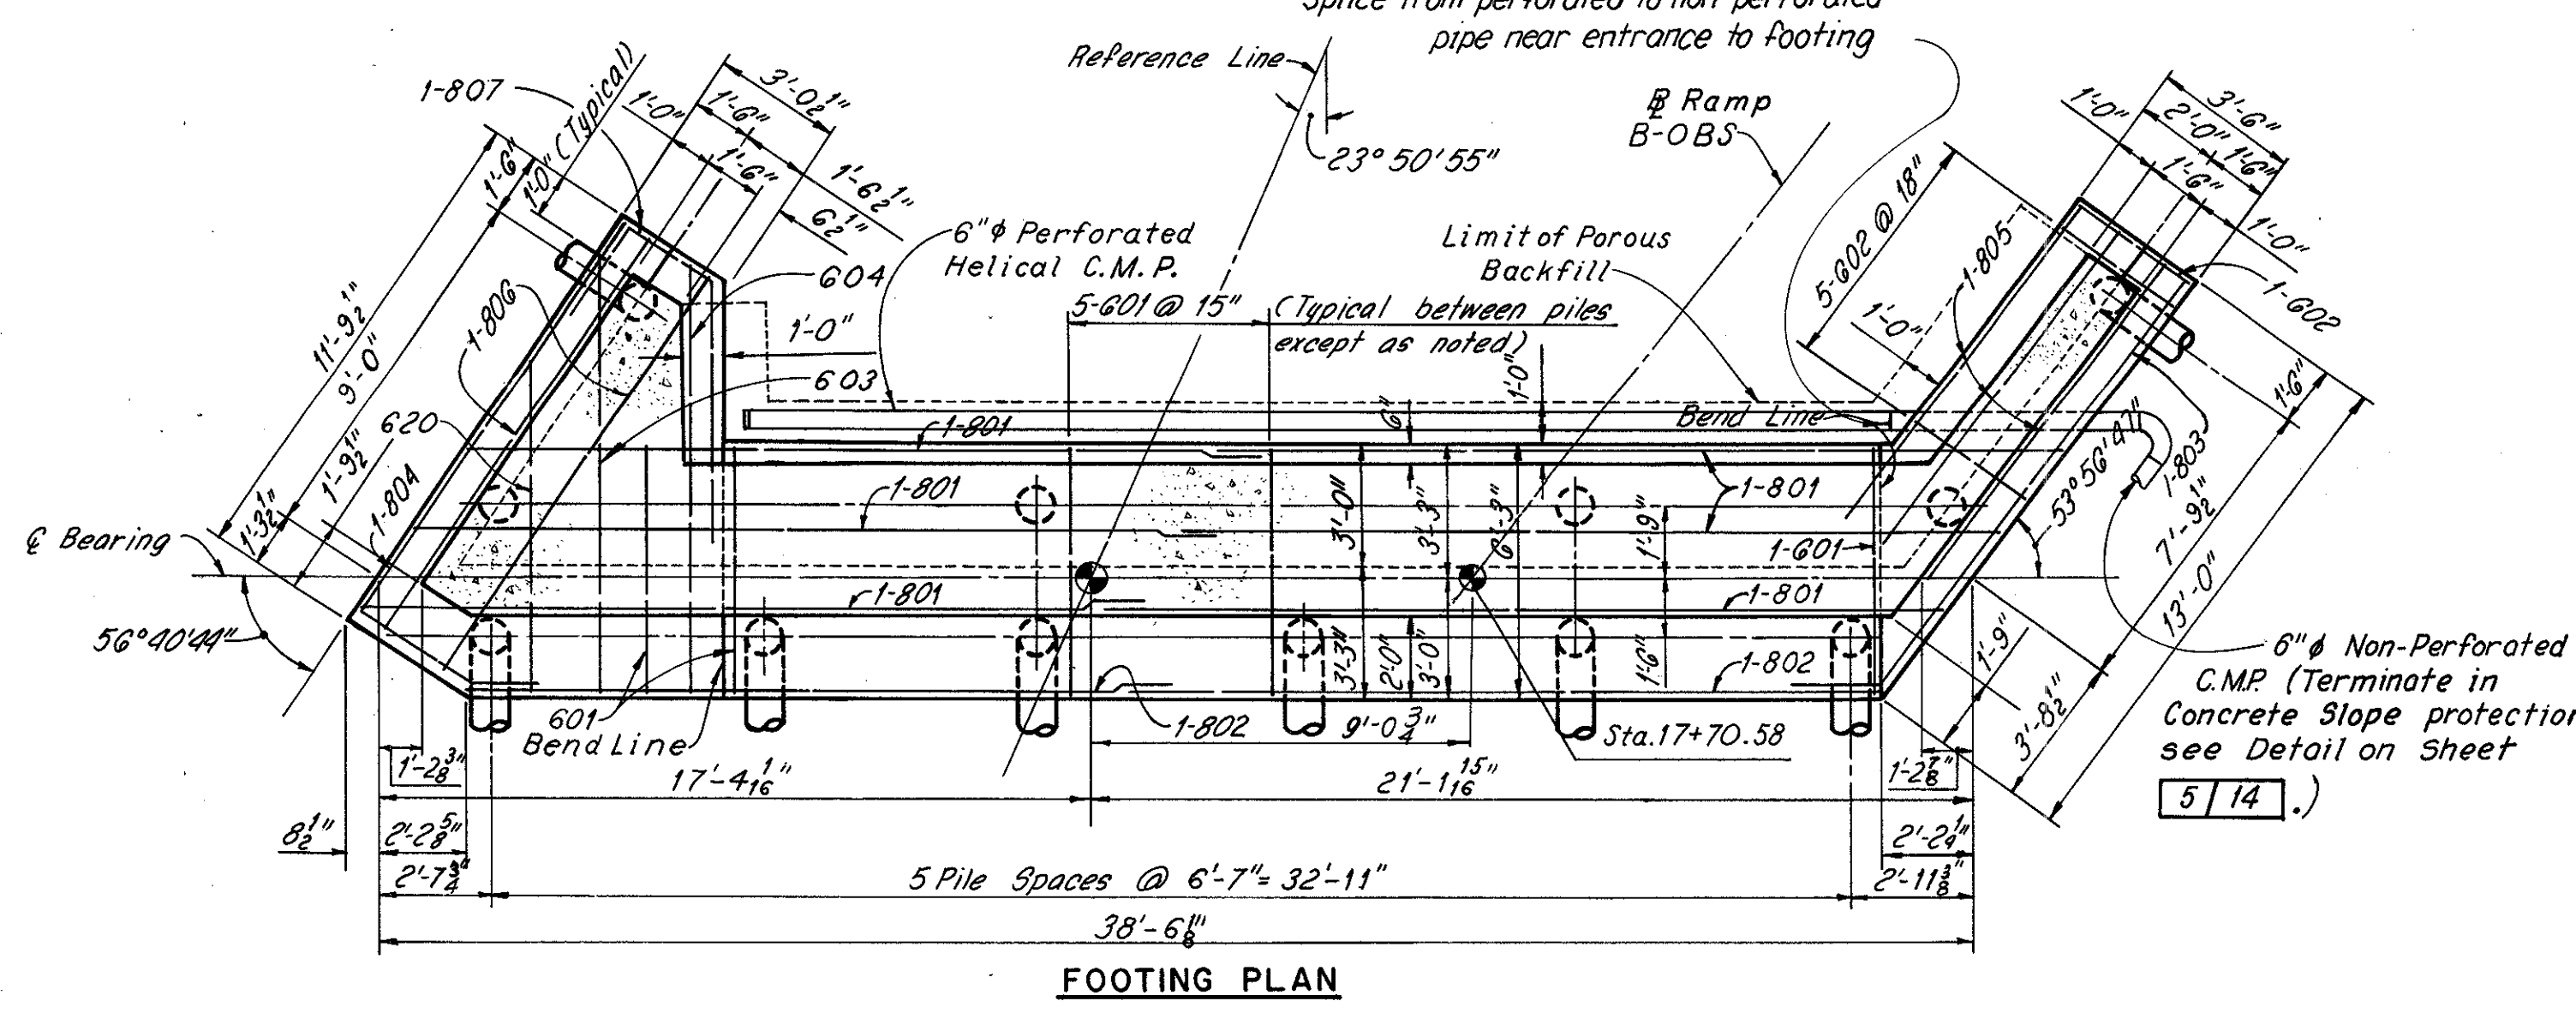 Splice from perforated to non-perforated
pipe near entrance to footing
Reference Line
23° 50' 55"
℄ Ramp
B-OBS
1-807
1'-0" (Typical)
1'-6"
3'-0½"
1'-6"
1'-0"
1'-6"
1'-6½"
6½"
11'-9½"
9'-0"
1'-9½"
1'-3½"
1-806
620
1-804
℄ Bearing
56° 40' 44"
6"φ Perforated
Helical C.M.P.
604
1'-0"
603
5-601 @ 15"
(Typical between piles
except as noted)
Limit of Porous
Backfill
1'-0"
6"
Bend Line
5-602 @ 18"
1'-0"
1-805
3'-6"
2'-0"
1'-0"
1'-6"
1'-6"
1'-0"
1-602
1'-6"
1-803
53° 56' 47"
7'-9½"
13'-0"
1'-9"
3'-8½"
1-801
1-801
1-801
1-801
1-801
3'-0"
3'-3"
6'-3"
1'-9"
1-601
3'-3"
2'-0"
3'-0"
1'-6"
1-802
1-802
601
Bend Line
9'-0¾"
Sta. 17+70.58
6"φ Non-Perforated
C.M.P. (Terminate in
Concrete Slope protection
see Detail on Sheet
5/14 .)
1'-2⅜"
17'-4 1/16"
21'-1 15/16"
1'-2⅞"
8½"
2'-2⅝"
2'-2¼"
2'-7¾"
5 Pile Spaces @ 6'-7" = 32'-11"
2'-11⅜"
38'-6⅛"
FOOTING PLAN